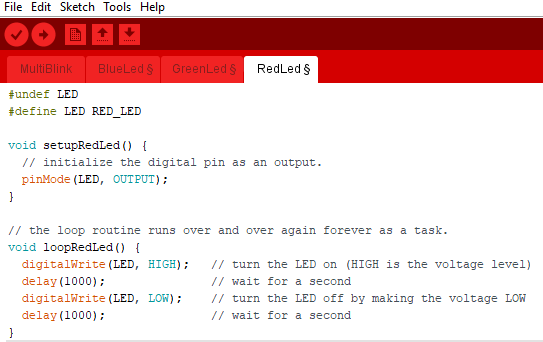 File Edit Sketch Tools Help
MultiBlink BlueLed § GreenLed § RedLed §
#undef LED
#define LED RED_LED
void setupRedLed() {
  // initialize the digital pin as an output.
  pinMode(LED, OUTPUT);
}
// the loop routine runs over and over again forever as a task.
void loopRedLed() {
  digitalWrite(LED, HIGH);   // turn the LED on (HIGH is the voltage level)
  delay(1000);               // wait for a second
  digitalWrite(LED, LOW);    // turn the LED off by making the voltage LOW
  delay(1000);               // wait for a second
}